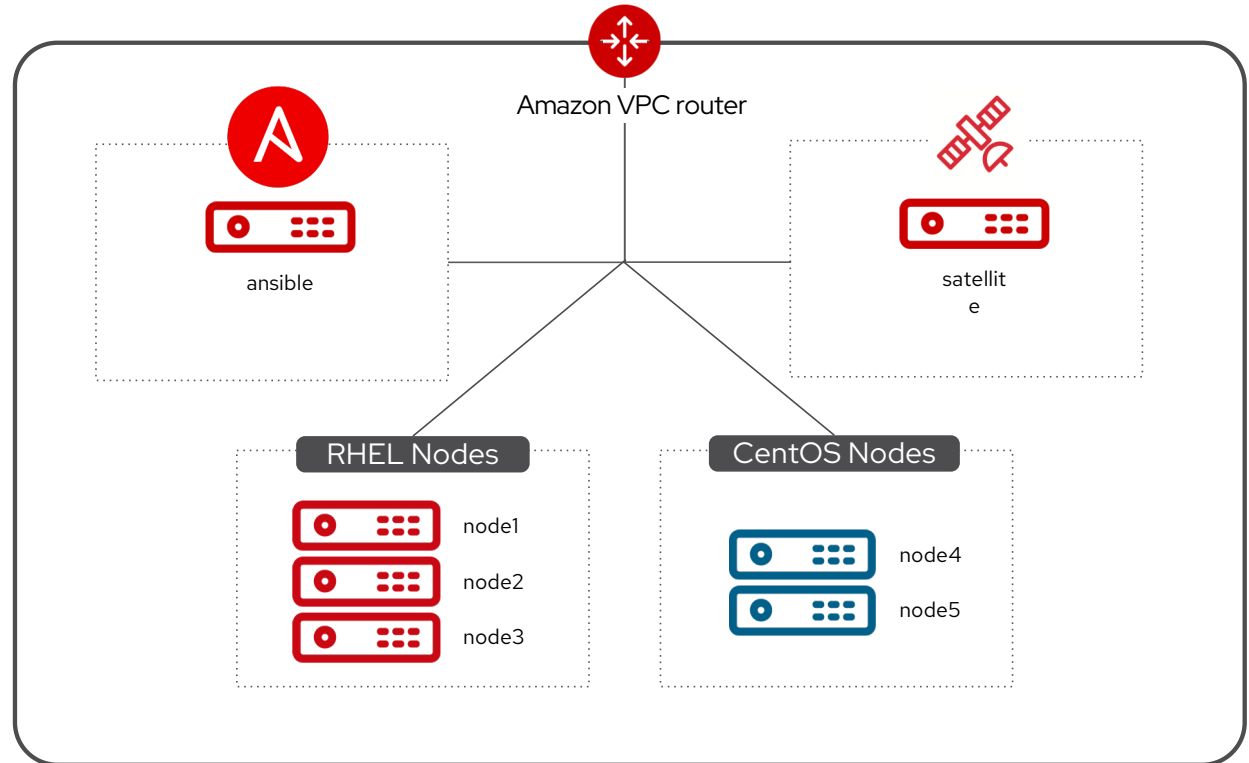 Amazon VPC router
ansible
satellit
e
RHEL Nodes
node1
node2
node3
CentOS Nodes
node4
node5